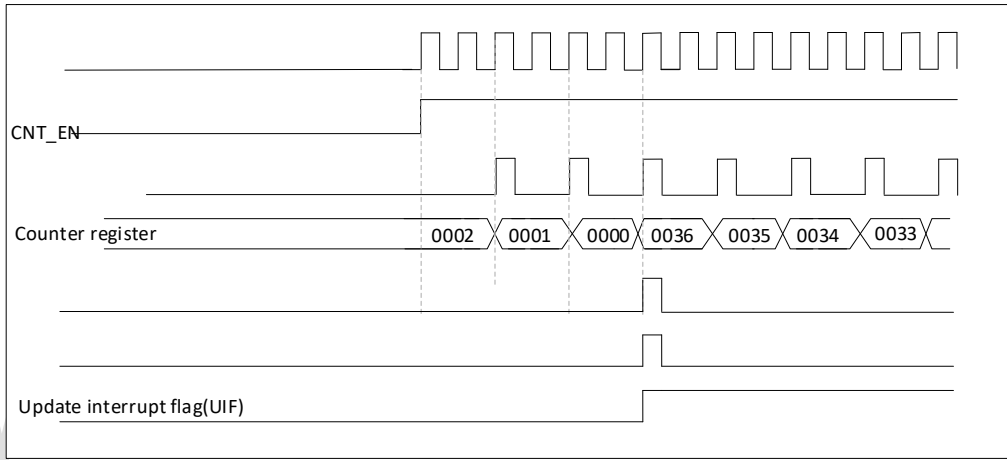 CNT_EN
Counter register
0002 0001 0000 0036 0035 0034 0033
Update interrupt flag(UIF)